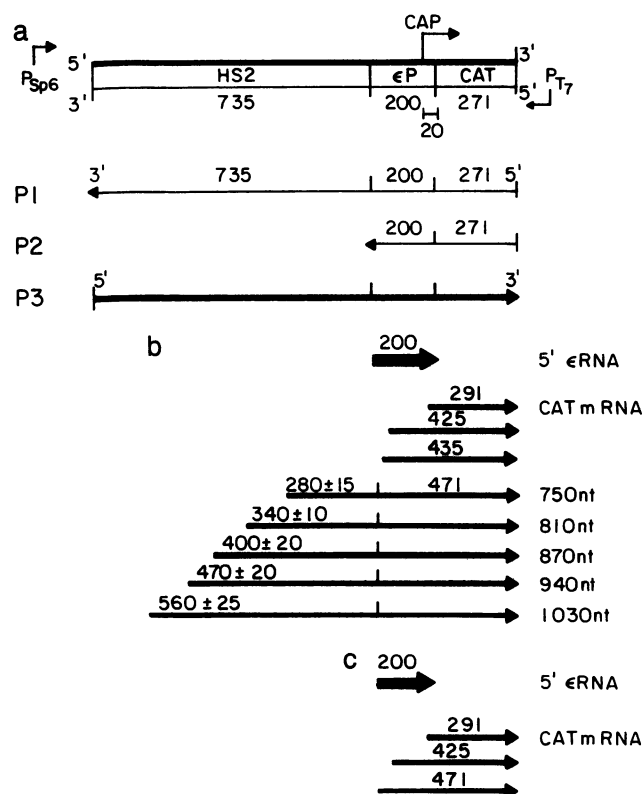 a
CAP
P Sp6
5'
3'
HS2
εP
CAT
P T7
3'
735
200
271
5'
20
3'
735
200
271
5'
P1
200
271
P2
5'
3'
P3
b
200
5' εRNA
291
CAT mRNA
425
435
280±15
471
750nt
340±10
810nt
400±20
870nt
470±20
940nt
560±25
1030nt
c
200
5' εRNA
291
CAT mRNA
425
471